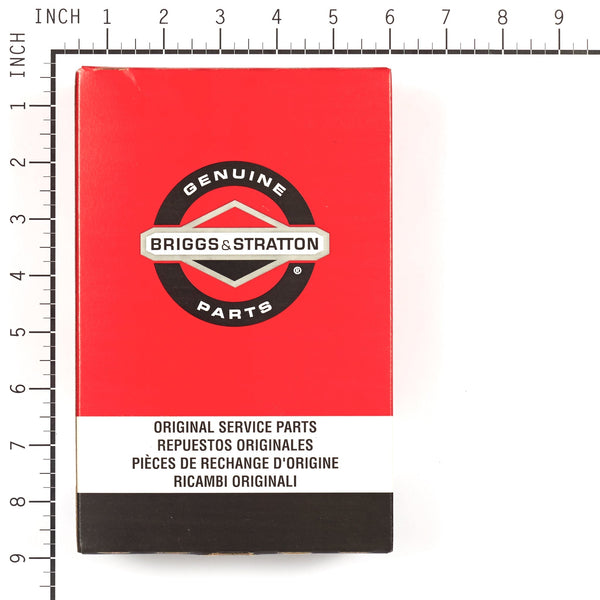 INCH 1 2 3 4 5 6 7 8 9
INCH 1 2 3 4 5 6 7 8 9
GENUINE
BRIGGS & STRATTON
®
PARTS
ORIGINAL SERVICE PARTS
REPUESTOS ORIGINALES
PIÈCES DE RECHANGE D'ORIGINE
RICAMBI ORIGINALI